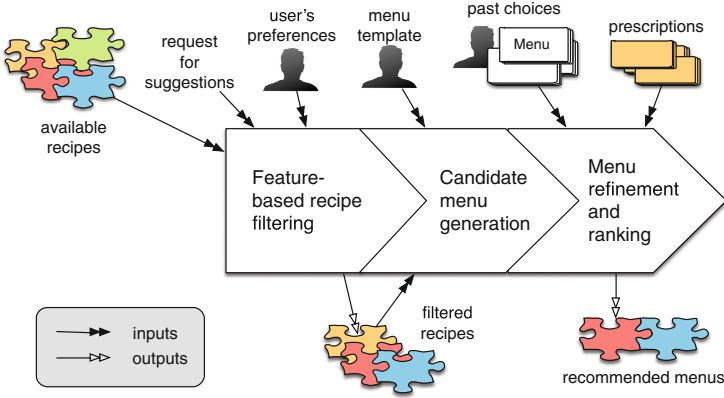 user's
preferences
menu
template
past choices
prescriptions
request
for
suggestions
Menu
available
recipes
Feature-
based recipe
filtering
Candidate
menu
generation
Menu
refinement
and
ranking
filtered
recipes
inputs
outputs
recommended menus